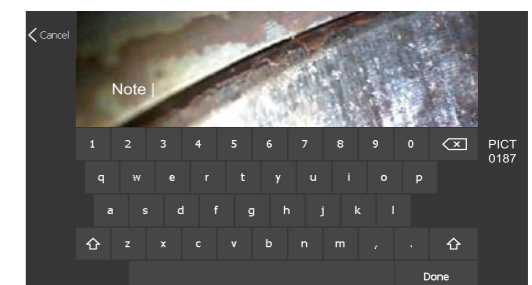 Cancel
Note
1 2 3 4 5 6 7 8 9 0
PICT
0187
q w e r t y u i o p
a s d f g h j k l
z x c v b n m , .
Done